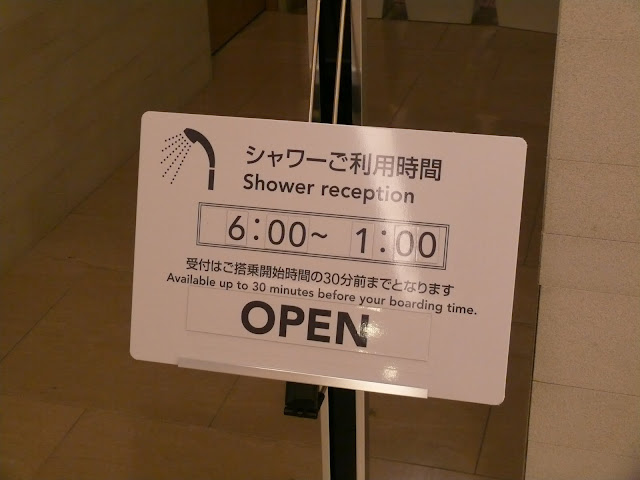 シャワーご利用時間
Shower reception
6:00~ 1:00
受付はご搭乗開始時間の30分前までとなります
Available up to 30 minutes before your boarding time.
OPEN